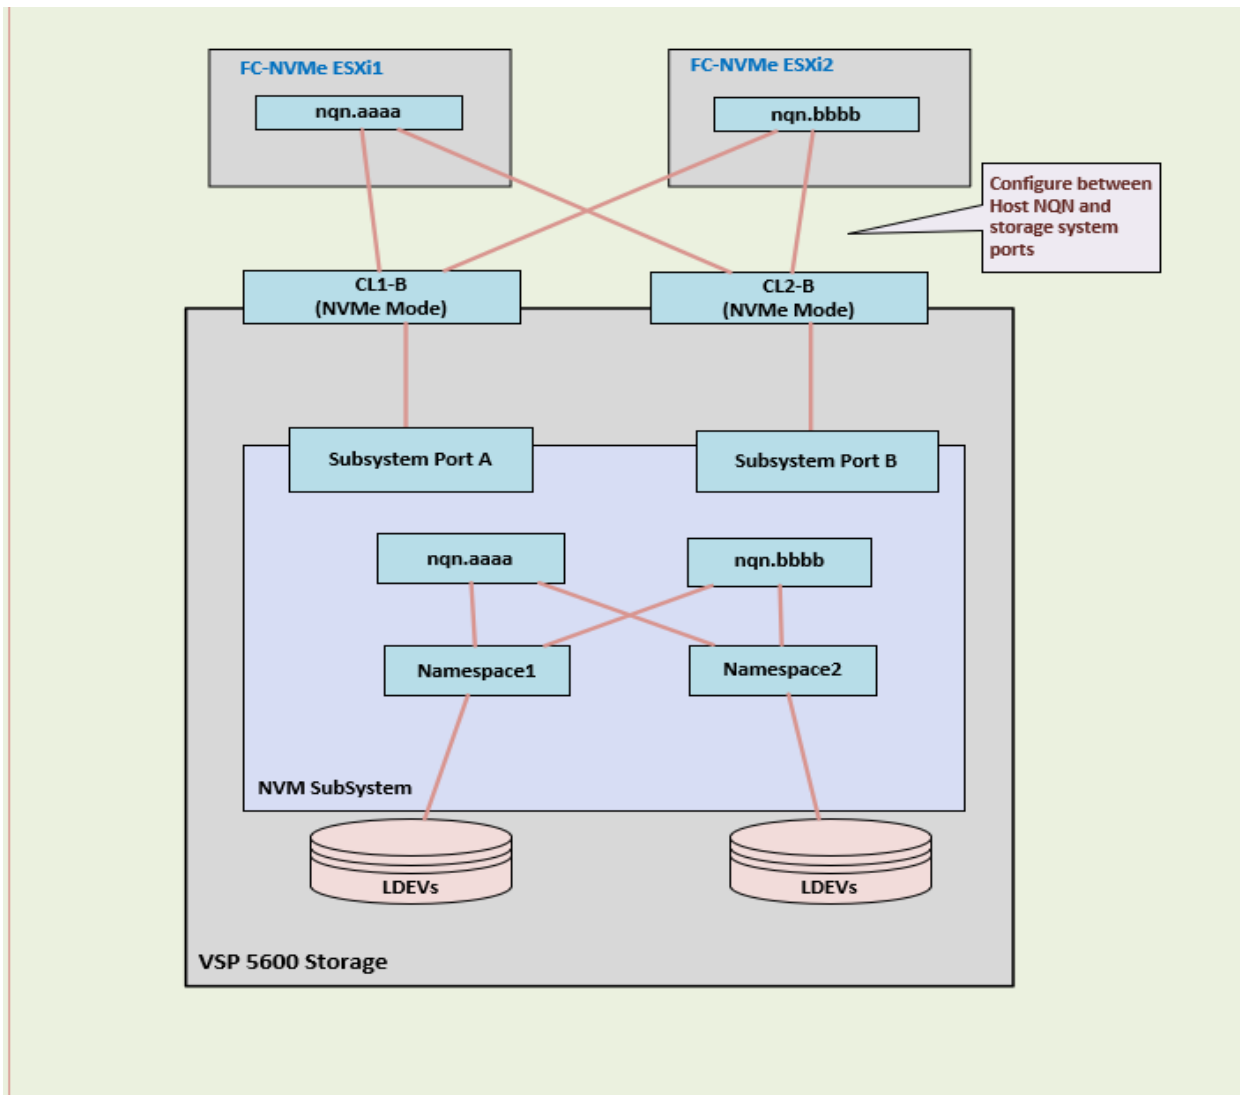 FC-NVMe ESXi1
nqn.aaaa
FC-NVMe ESXi2
nqn.bbbb
Configure between
Host NQN and
storage system
ports
CL1-B
(NVMe Mode)
CL2-B
(NVMe Mode)
Subsystem Port A
Subsystem Port B
nqn.aaaa
nqn.bbbb
Namespace1
Namespace2
NVM SubSystem
LDEVs
LDEVs
VSP 5600 Storage